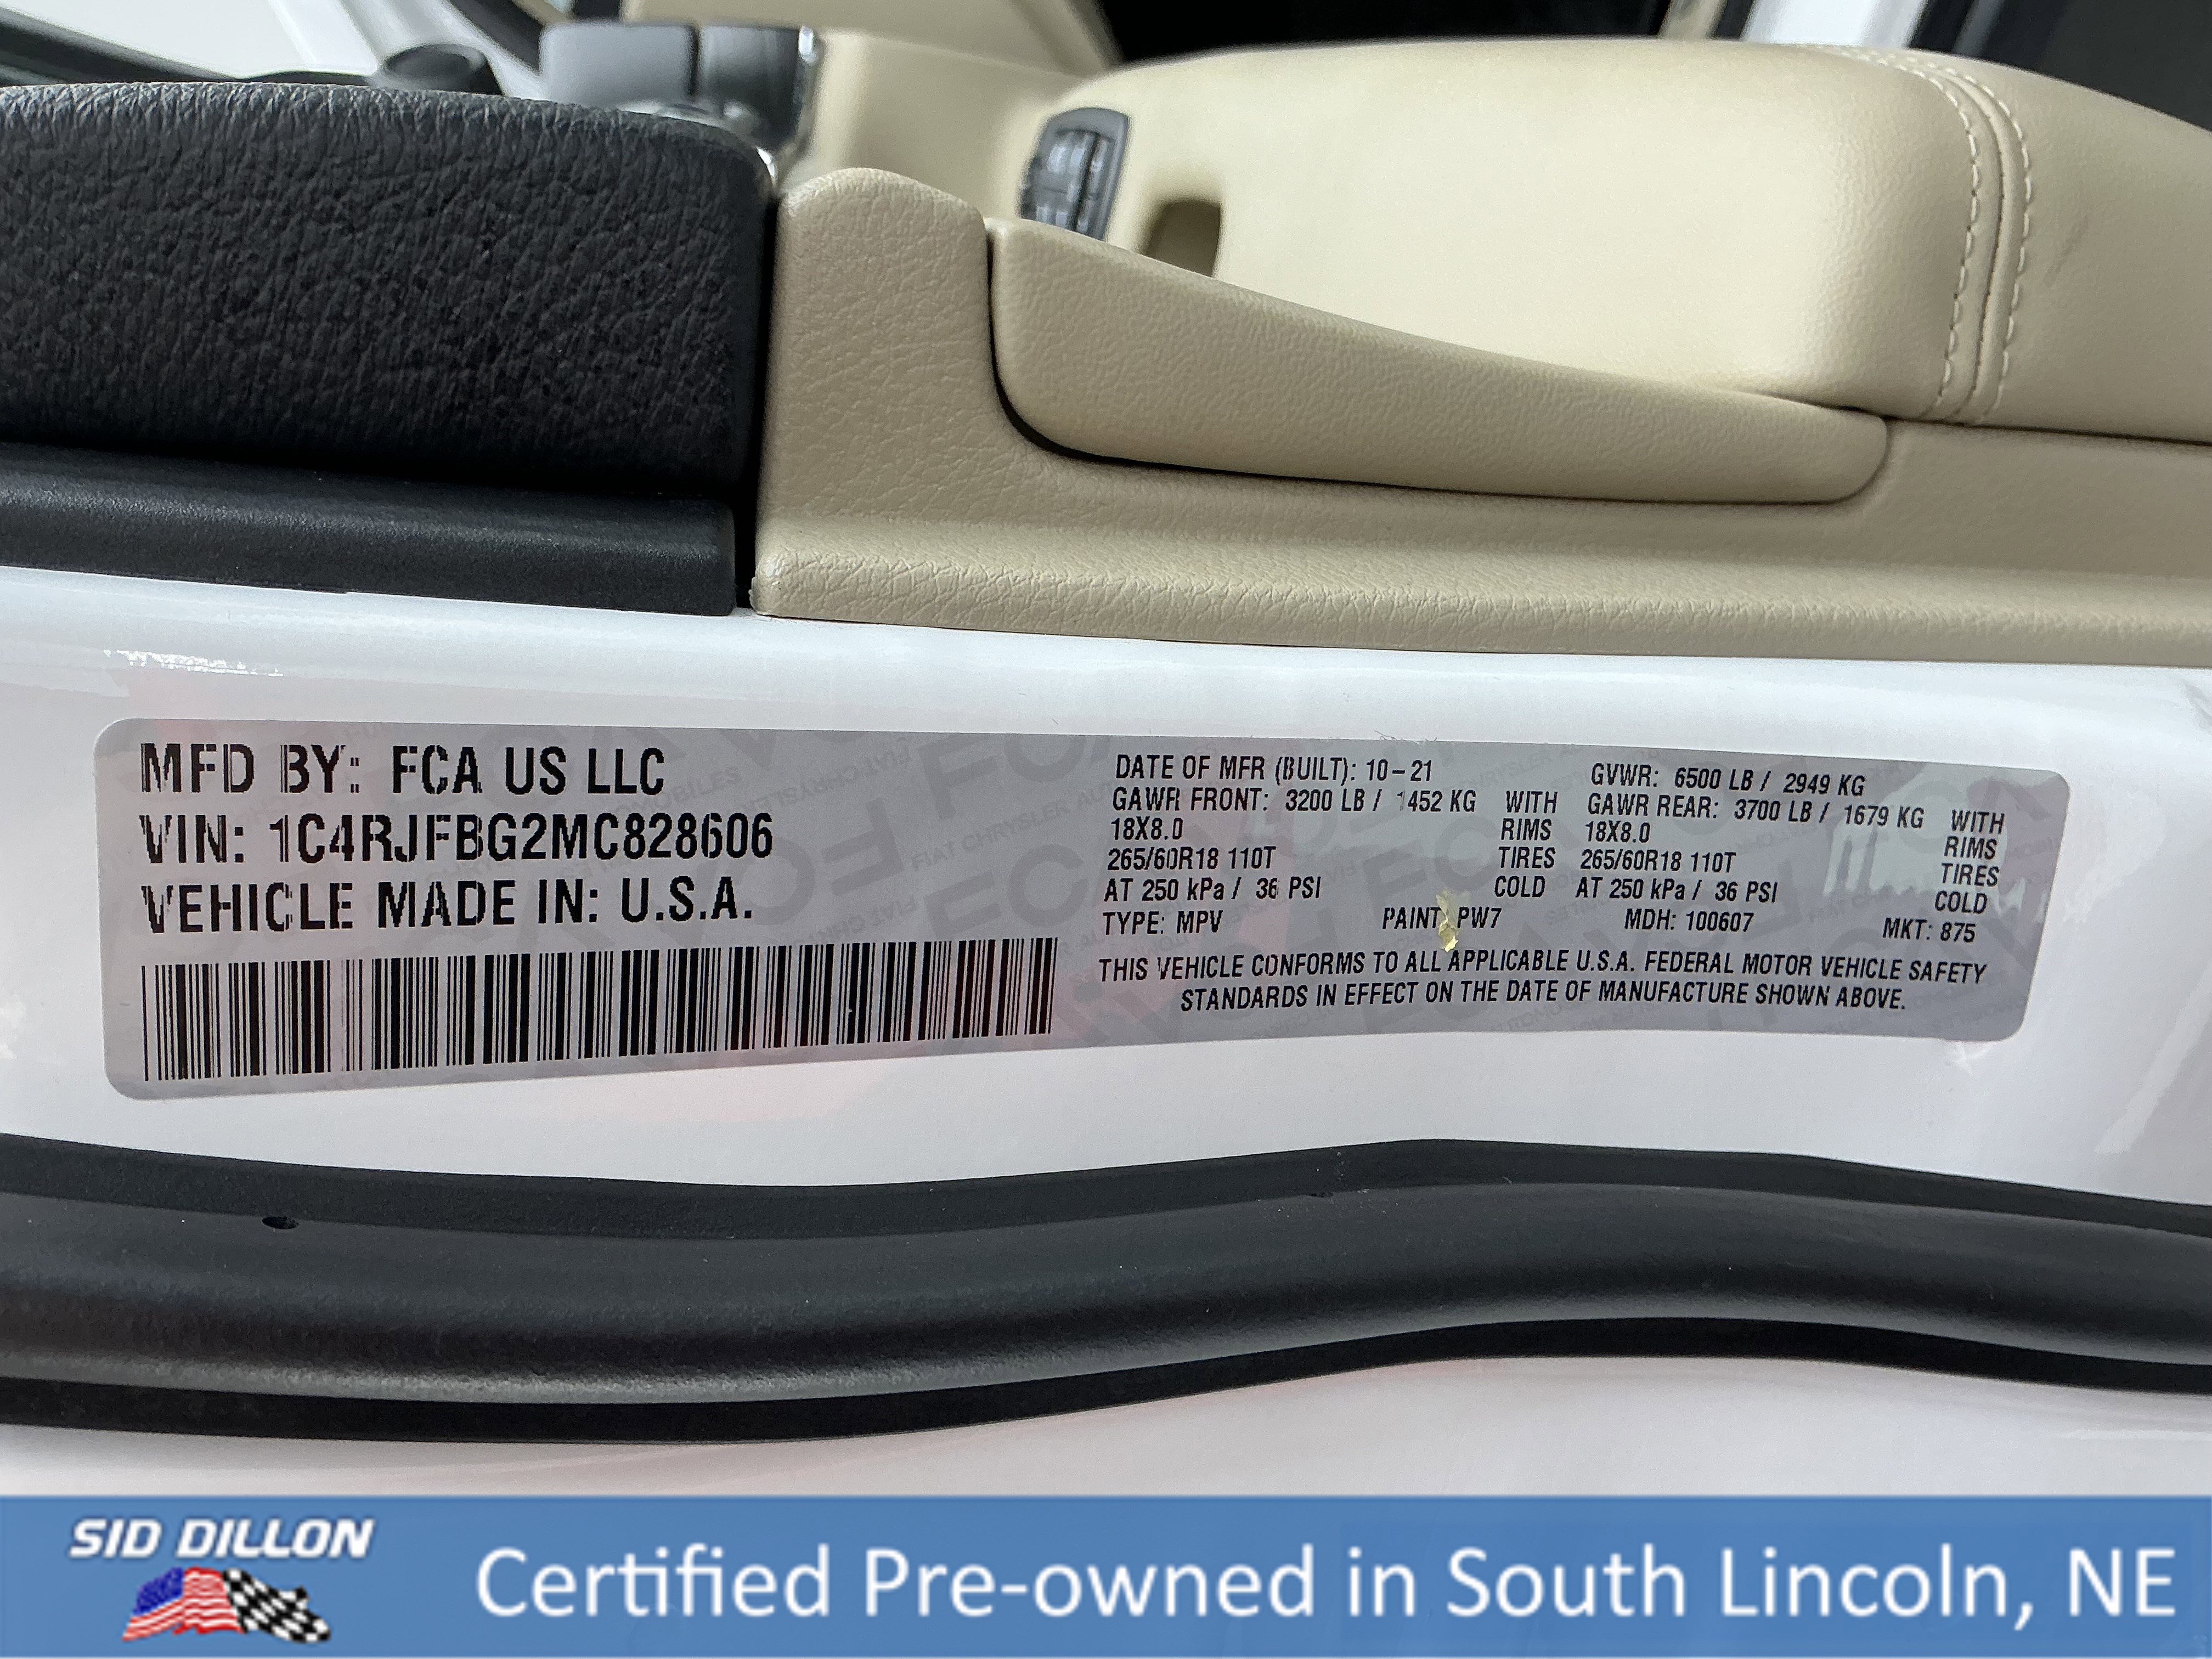 MFD BY: FCA US LLC
VIN: 1C4RJFBG2MC828606
VEHICLE MADE IN: U.S.A.
DATE OF MFR (BUILT): 10-21 GVWR: 6500 LB / 2949 KG
GAWR FRONT: 3200 LB / 1452 KG WITH GAWR REAR: 3700 LB / 1679 KG WITH
18X8.0 RIMS 18X8.0 RIMS
265/60R18 110T TIRES 265/60R18 110T TIRES
AT 250 kPa / 36 PSI COLD AT 250 kPa / 36 PSI COLD
TYPE: MPV PAINT: PW7 MDH: 100607 MKT: 875
THIS VEHICLE CONFORMS TO ALL APPLICABLE U.S.A. FEDERAL MOTOR VEHICLE SAFETY
STANDARDS IN EFFECT ON THE DATE OF MANUFACTURE SHOWN ABOVE.
SID DILLON
Certified Pre-owned in South Lincoln, NE